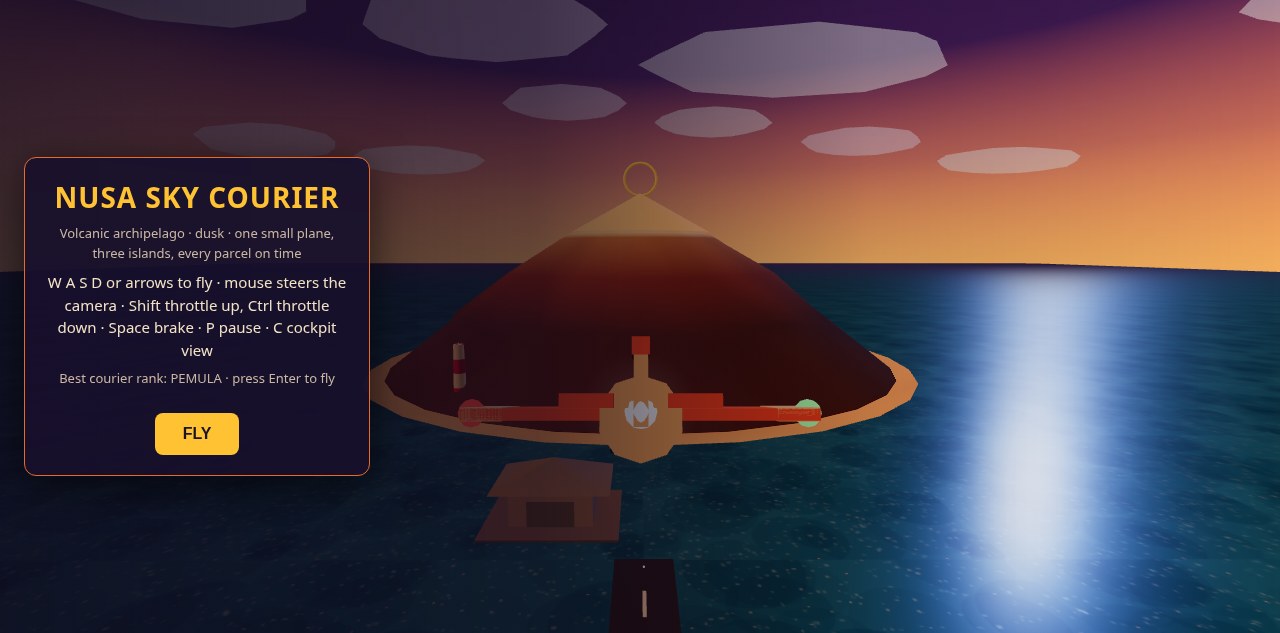 NUSA SKY COURIER
Volcanic archipelago · dusk · one small plane,
three islands, every parcel on time
W A S D or arrows to fly · mouse steers the
camera · Shift throttle up, Ctrl throttle
down · Space brake · P pause · C cockpit
view
Best courier rank: PEMULA · press Enter to fly
FLY